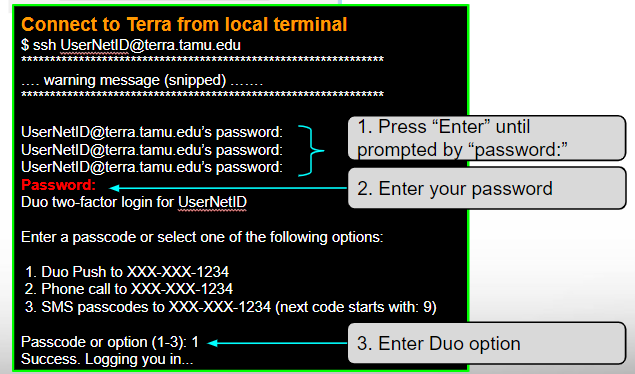 Connect to Terra from local terminal
$ ssh UserNetID@terra.tamu.edu
****************************************************************
.... warning message (snipped) .......
****************************************************************
UserNetID@terra.tamu.edu's password:
UserNetID@terra.tamu.edu's password:
UserNetID@terra.tamu.edu's password:
1. Press “Enter” until
prompted by “password:”
Password:
2. Enter your password
Duo two-factor login for UserNetID
Enter a passcode or select one of the following options:
1. Duo Push to XXX-XXX-1234
2. Phone call to XXX-XXX-1234
3. SMS passcodes to XXX-XXX-1234 (next code starts with: 9)
Passcode or option (1-3): 1
3. Enter Duo option
Success. Logging you in...